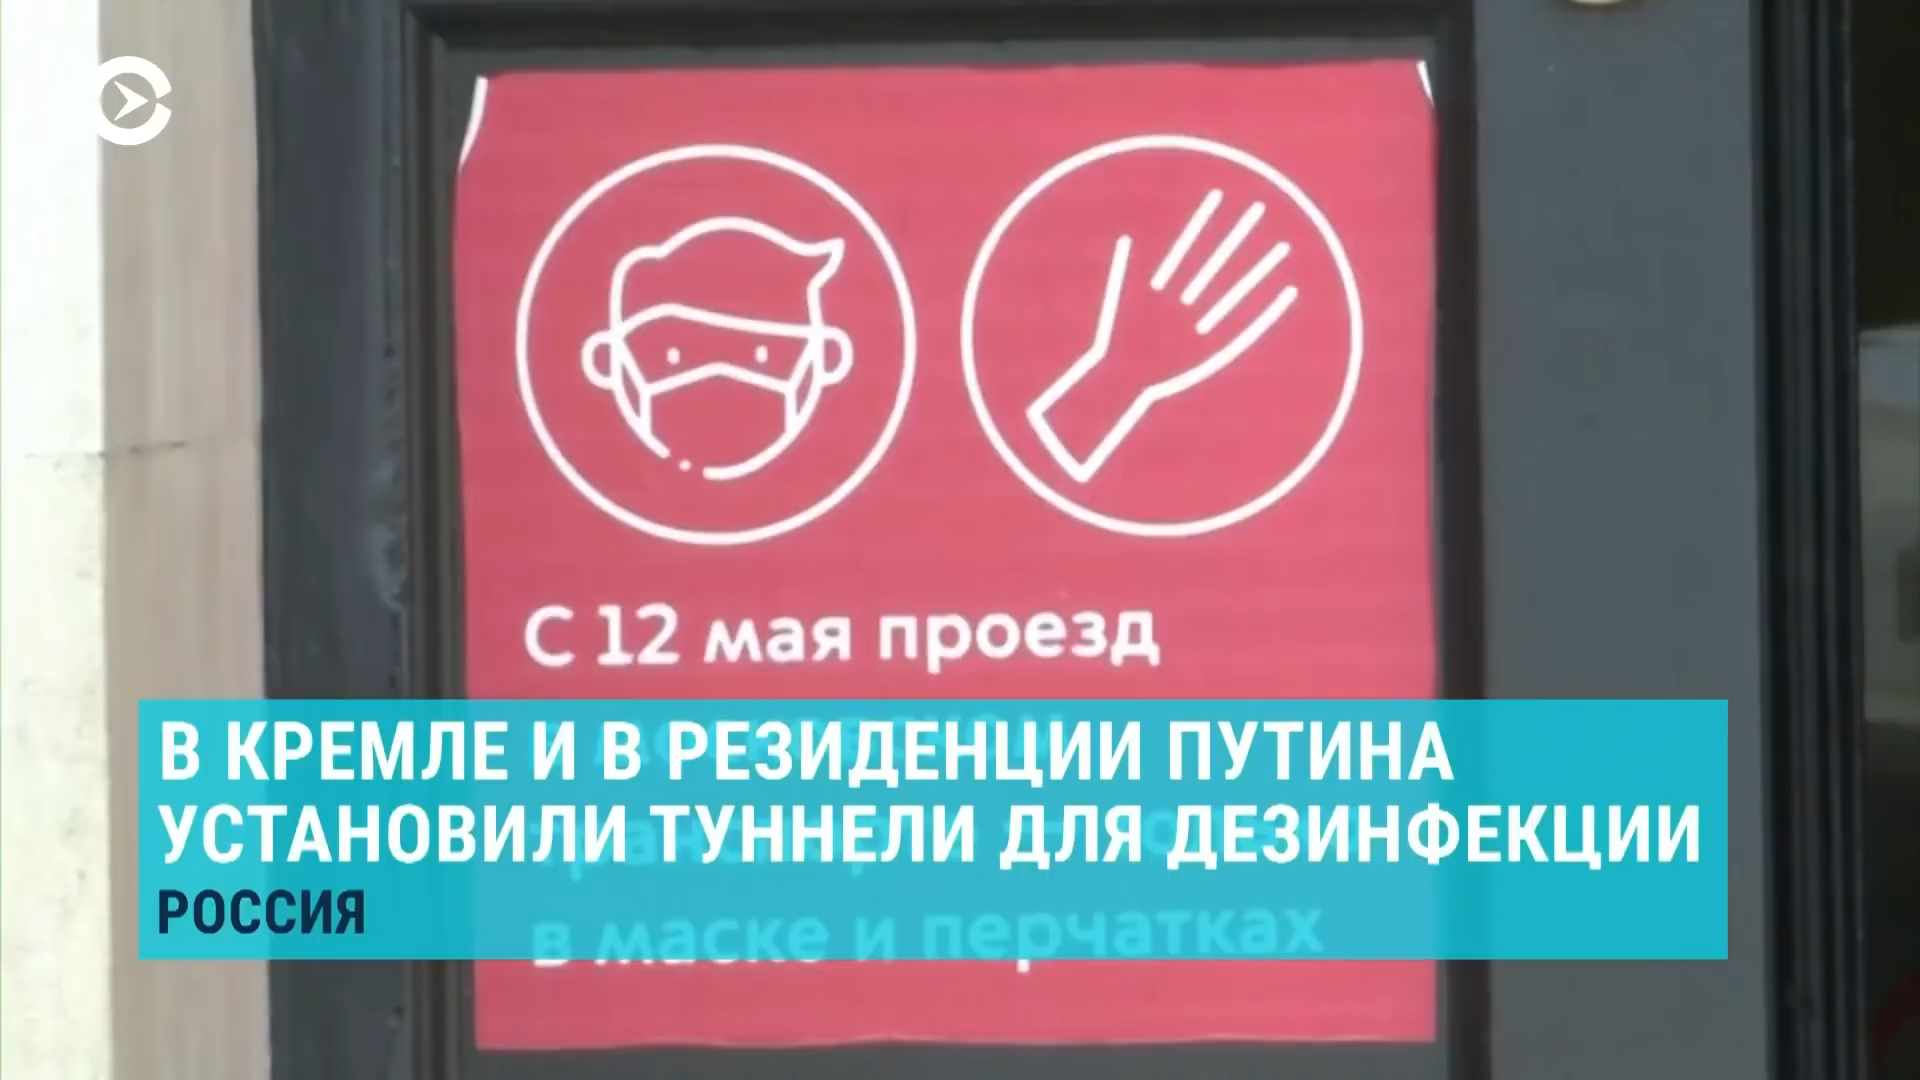 С 12 мая проезд
В КРЕМЛЕ И В РЕЗИДЕНЦИИ ПУТИНА
УСТАНОВИЛИ ТУННЕЛИ ДЛЯ ДЕЗИНФЕКЦИИ
РОССИЯ
в маске и перчатках